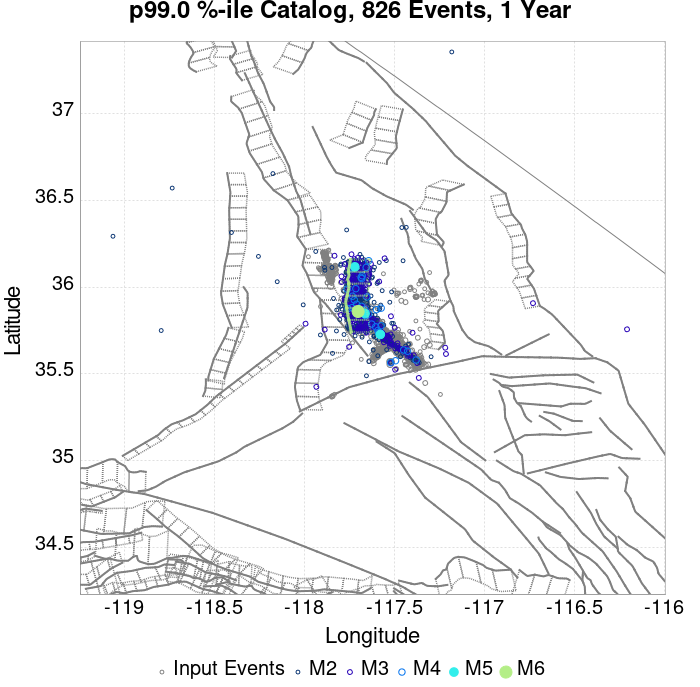 p99.0 %-ile Catalog, 826 Events, 1 Year
37
36.5
36
35.5
35
34.5
Latitude
-119 -118.5 -118 -117.5 -117 -116.5 -116
Longitude
Input Events M2 M3 M4 M5 M6